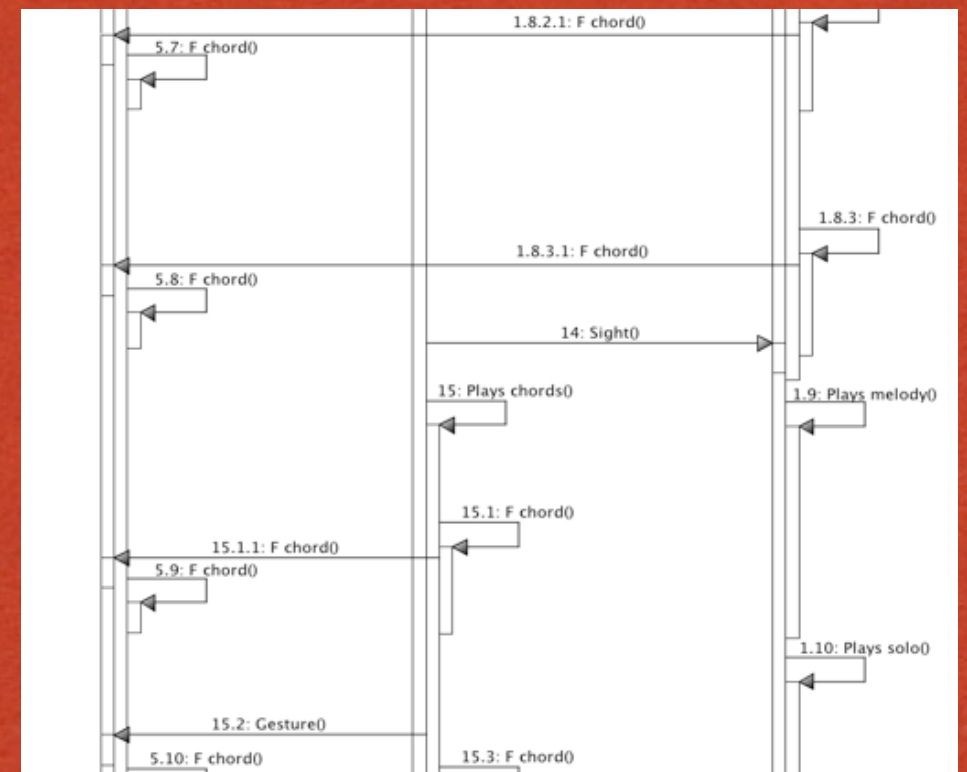 1.8.2.1: F chord()
5.7: F chord()
1.8.3: F chord()
1.8.3.1: F chord()
5.8: F chord()
14: Sight()
15: Plays chords()
1.9: Plays melody()
15.1: F chord()
15.1.1: F chord()
5.9: F chord()
1.10: Plays solo()
15.2: Gesture()
5.10: F chord()
15.3: F chord()